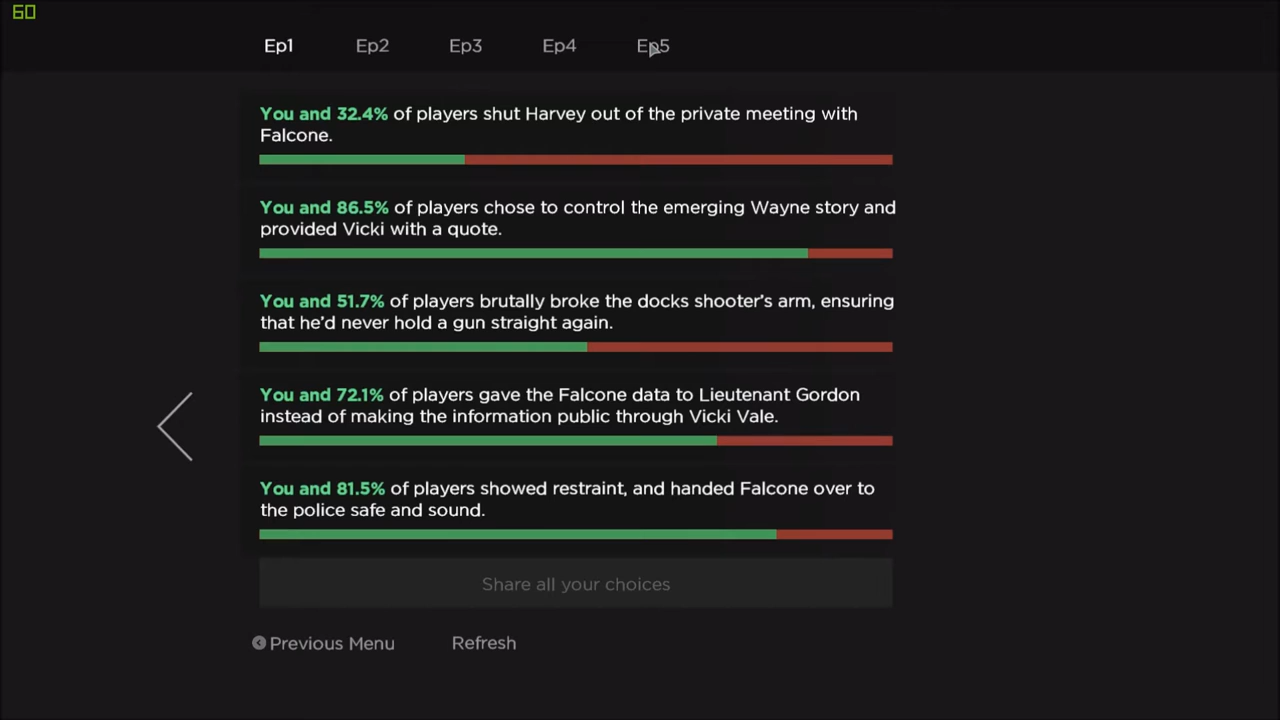 60
Ep1 Ep2 Ep3 Ep4 Ep5
You and 32.4% of players shut Harvey out of the private meeting with
Falcone.
You and 86.5% of players chose to control the emerging Wayne story and
provided Vicki with a quote.
You and 51.7% of players brutally broke the docks shooter's arm, ensuring
that he'd never hold a gun straight again.
You and 72.1% of players gave the Falcone data to Lieutenant Gordon
instead of making the information public through Vicki Vale.
You and 81.5% of players showed restraint, and handed Falcone over to
the police safe and sound.
Share all your choices
Previous Menu Refresh